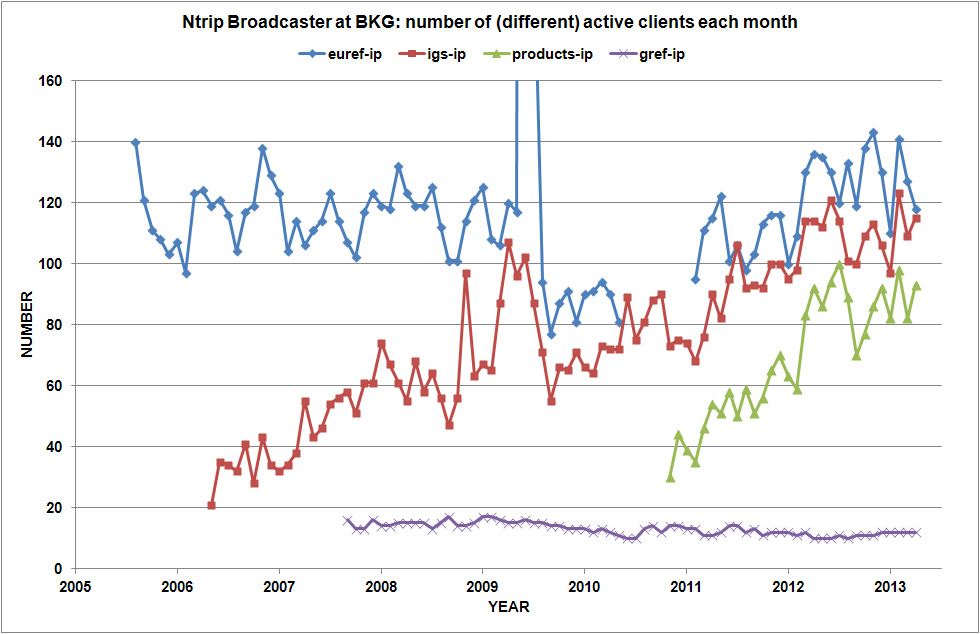 Ntrip Broadcaster at BKG: number of (different) active clients each month
euref-ip igs-ip products-ip gref-ip
160
140
120
100
80
60
40
20
0
NUMBER
2005 2006 2007 2008 2009 2010 2011 2012 2013
YEAR